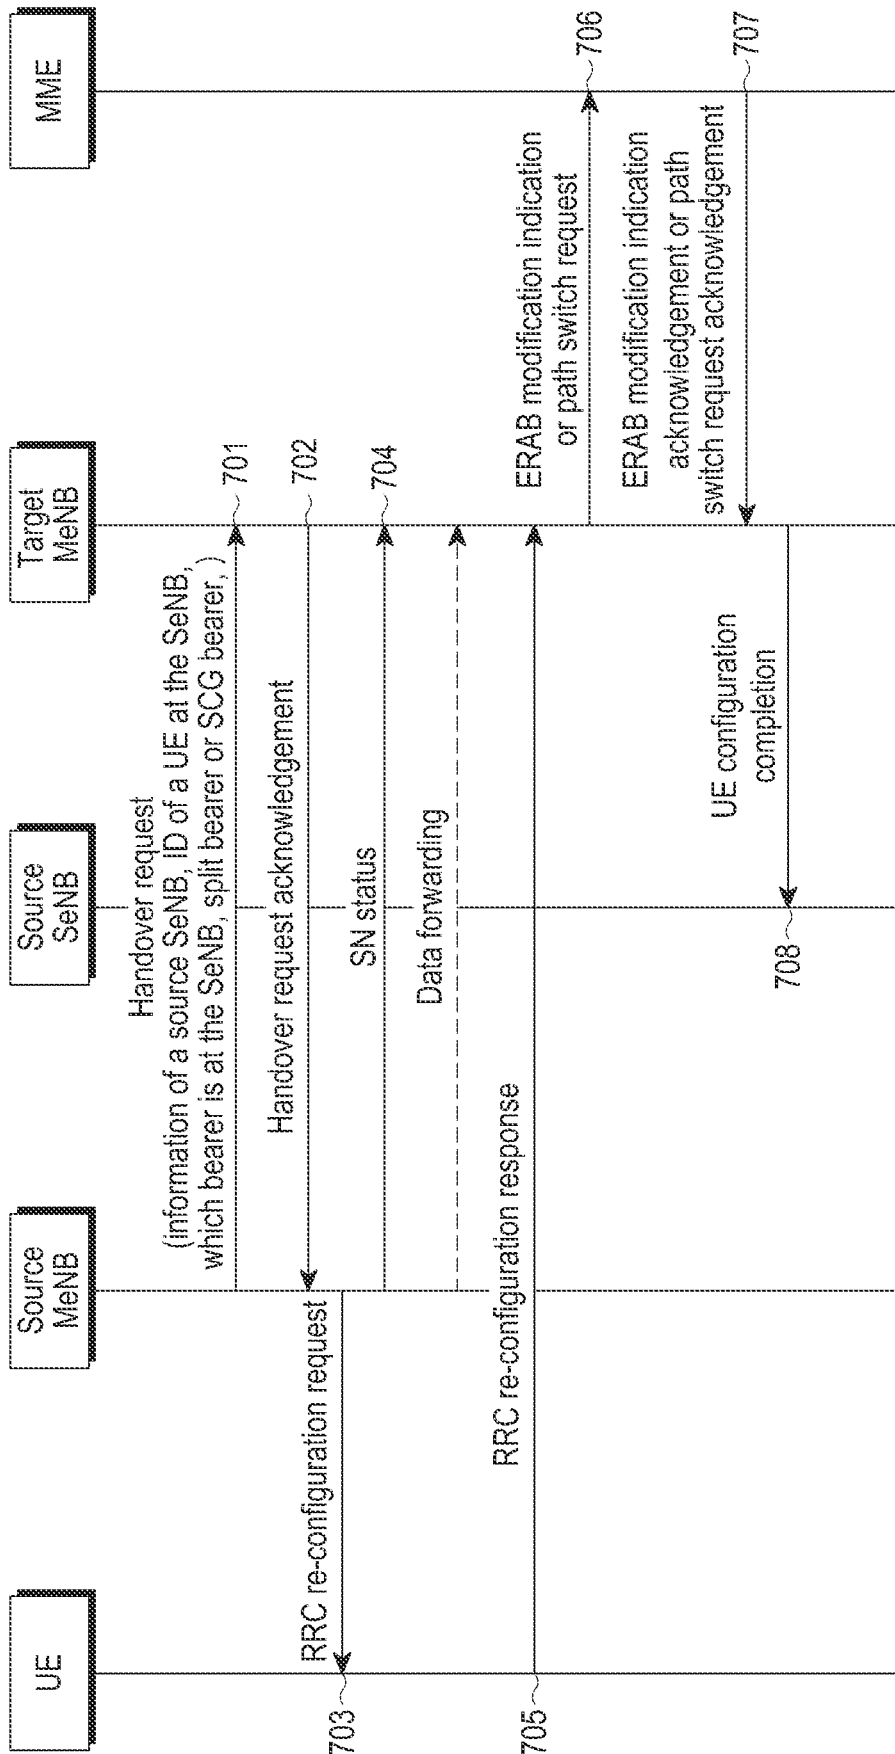 UE
Source
MeNB
Source
SeNB
Target
MeNB
MME
Handover request
(information of a source SeNB, ID of a UE at the SeNB,
which bearer is at the SeNB, split bearer or SCG bearer, )
701
Handover request acknowledgement
702
RRC re-configuration request
703
SN status
704
Data forwarding
RRC re-configuration response
705
ERAB modification indication
or path switch request
706
ERAB modification indication
acknowledgement or path
switch request acknowledgement
707
UE configuration
completion
708